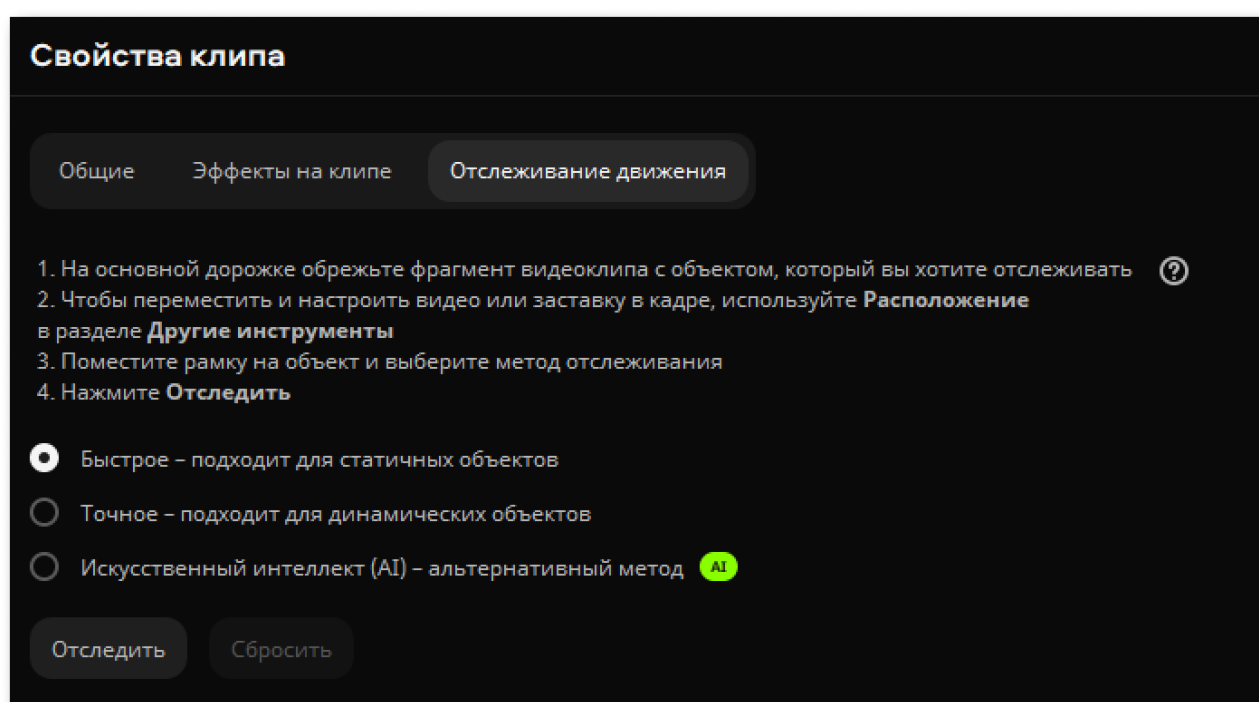 Свойства клипа
Общие Эффекты на клипе Отслеживание движения
1. На основной дорожке обрежьте фрагмент видеоклипа с объектом, который вы хотите отслеживать ?
2. Чтобы переместить и настроить видео или заставку в кадре, используйте Расположение
в разделе Другие инструменты
3. Поместите рамку на объект и выберите метод отслеживания
4. Нажмите Отследить
Быстрое – подходит для статичных объектов
Точное – подходит для динамических объектов
Искусственный интеллект (AI) – альтернативный метод AI
Отследить Сбросить